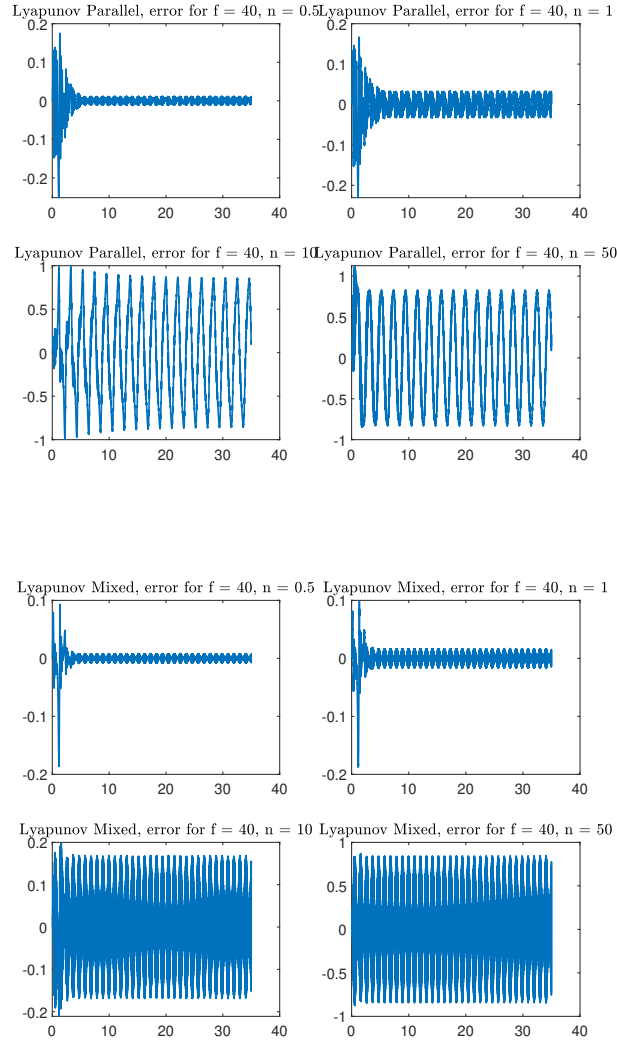 Lyapunov Parallel, error for f = 40, n = 0.5
0.2
0.1
0
-0.1
-0.2
0 10 20 30 40
Lyapunov Parallel, error for f = 40, n = 1
0.2
0.1
0
-0.1
-0.2
0 10 20 30 40
Lyapunov Parallel, error for f = 40, n = 10
1
0.5
0
-0.5
-1
0 10 20 30 40
Lyapunov Parallel, error for f = 40, n = 50
1
0.5
0
-0.5
-1
0 10 20 30 40
Lyapunov Mixed, error for f = 40, n = 0.5
0.1
0
-0.1
-0.2
0 10 20 30 40
Lyapunov Mixed, error for f = 40, n = 1
0.1
0
-0.1
-0.2
0 10 20 30 40
Lyapunov Mixed, error for f = 40, n = 10
0.2
0.1
0
-0.1
-0.2
0 10 20 30 40
Lyapunov Mixed, error for f = 40, n = 50
1
0.5
0
-0.5
-1
0 10 20 30 40